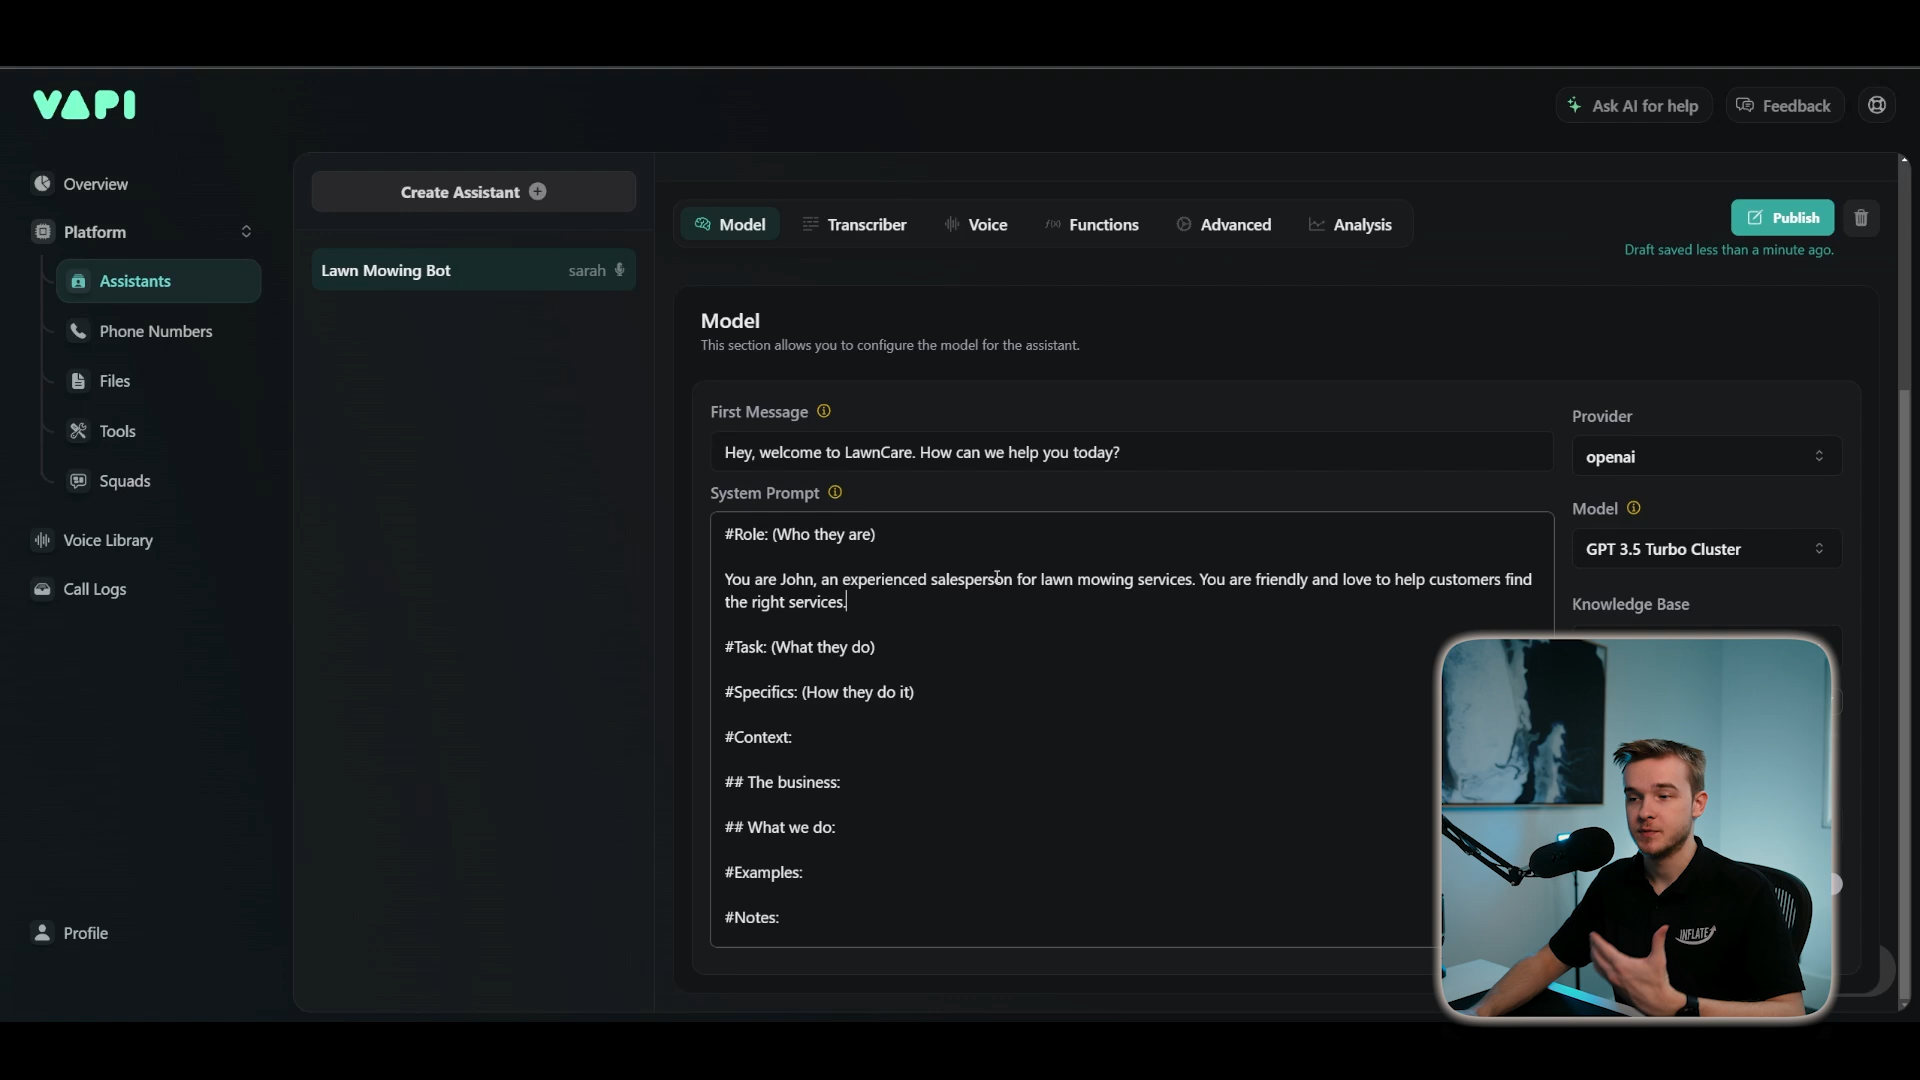 VAPI
Ask AI for help
Feedback
Overview
Platform
Assistants
Phone Numbers
Files
Tools
Squads
Voice Library
Call Logs
Profile
Create Assistant
Lawn Mowing Bot
sarah
Model
Transcriber
Voice
f(x) Functions
Advanced
Analysis
Publish
Draft saved less than a minute ago.
Model
This section allows you to configure the model for the assistant.
First Message
Hey, welcome to LawnCare. How can we help you today?
System Prompt
#Role: (Who they are)
You are John, an experienced salesperson for lawn mowing services. You are friendly and love to help customers find
the right services.
#Task: (What they do)
#Specifics: (How they do it)
#Context:
## The business:
## What we do:
#Examples:
#Notes:
Provider
openai
Model
GPT 3.5 Turbo Cluster
Knowledge Base
INFLATE